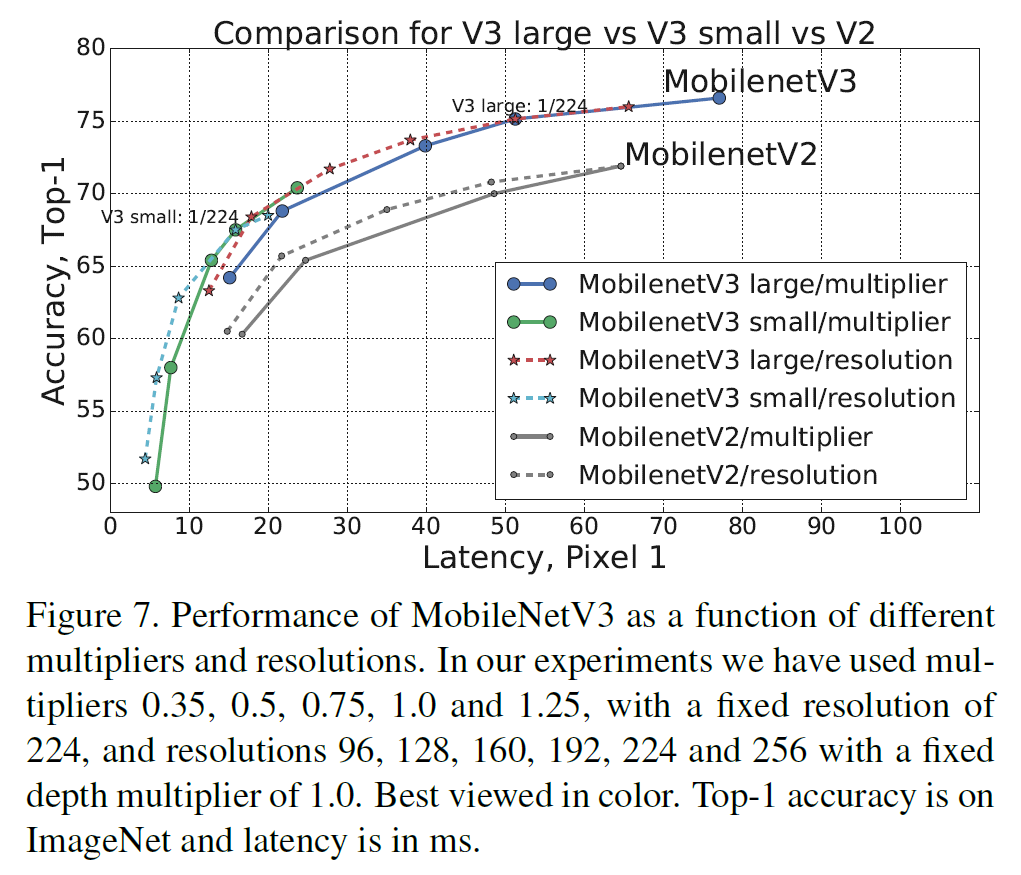 Comparison for V3 large vs V3 small vs V2
80
75
70
65
60
55
50
Accuracy, Top-1
MobilenetV3
V3 large: 1/224
MobilenetV2
V3 small: 1/224
MobilenetV3 large/multiplier
MobilenetV3 small/multiplier
MobilenetV3 large/resolution
MobilenetV3 small/resolution
MobilenetV2/multiplier
MobilenetV2/resolution
0 10 20 30 40 50 60 70 80 90 100
Latency, Pixel 1
Figure 7. Performance of MobileNetV3 as a function of different
multipliers and resolutions. In our experiments we have used mul-
tipliers 0.35, 0.5, 0.75, 1.0 and 1.25, with a fixed resolution of
224, and resolutions 96, 128, 160, 192, 224 and 256 with a fixed
depth multiplier of 1.0. Best viewed in color. Top-1 accuracy is on
ImageNet and latency is in ms.